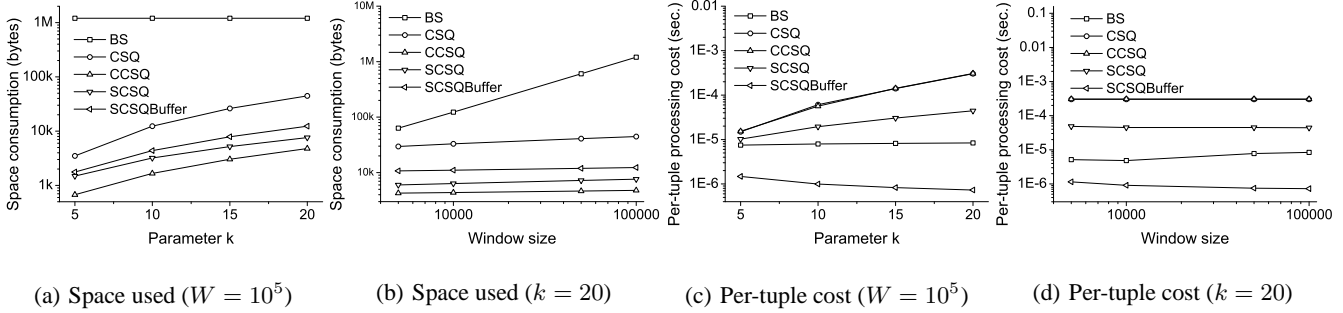 Space consumption (bytes)
1M
100k
10k
1k
BS
CSQ
CCSQ
SCSQ
SCSQBuffer
5
10
15
20
Parameter k
Space consumption (bytes)
10M
1M
100k
10k
BS
CSQ
CCSQ
SCSQ
SCSQBuffer
10000
100000
Window size
Per-tuple processing cost (sec.)
0.01
1E-3
1E-4
1E-5
1E-6
BS
CSQ
CCSQ
SCSQ
SCSQBuffer
5
10
15
20
Parameter k
Per-tuple processing cost (sec.)
0.1
0.01
1E-3
1E-4
1E-5
1E-6
BS
CSQ
CCSQ
SCSQ
SCSQBuffer
10000
100000
Window size
(a) Space used (W = 10⁵)
(b) Space used (k = 20)
(c) Per-tuple cost (W = 10⁵)
(d) Per-tuple cost (k = 20)